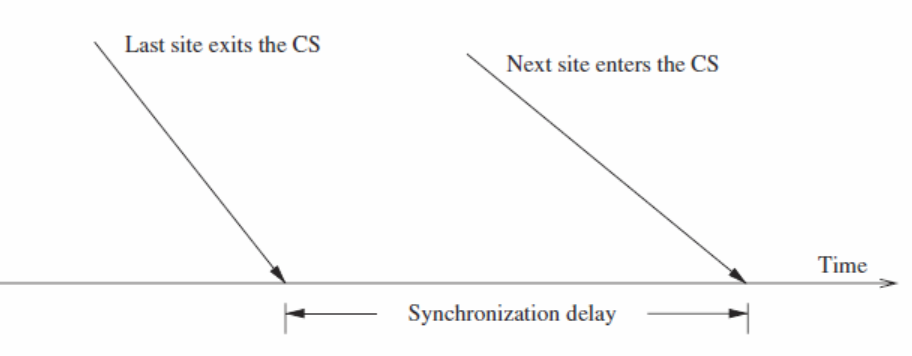 Last site exits the CS
Next site enters the CS
Time
Synchronization delay